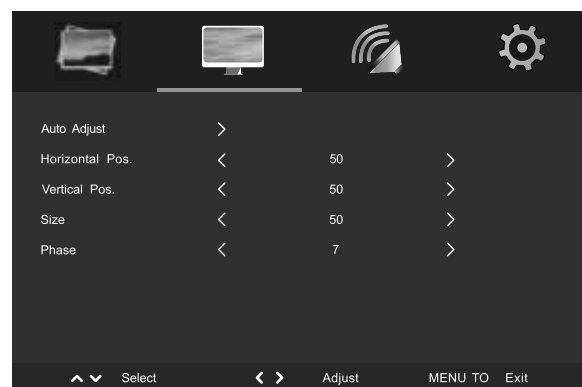 Auto Adjust >
Horizontal Pos. < 50 >
Vertical Pos. < 50 >
Size < 50 >
Phase < 7 >
Select < > Adjust MENU TO Exit